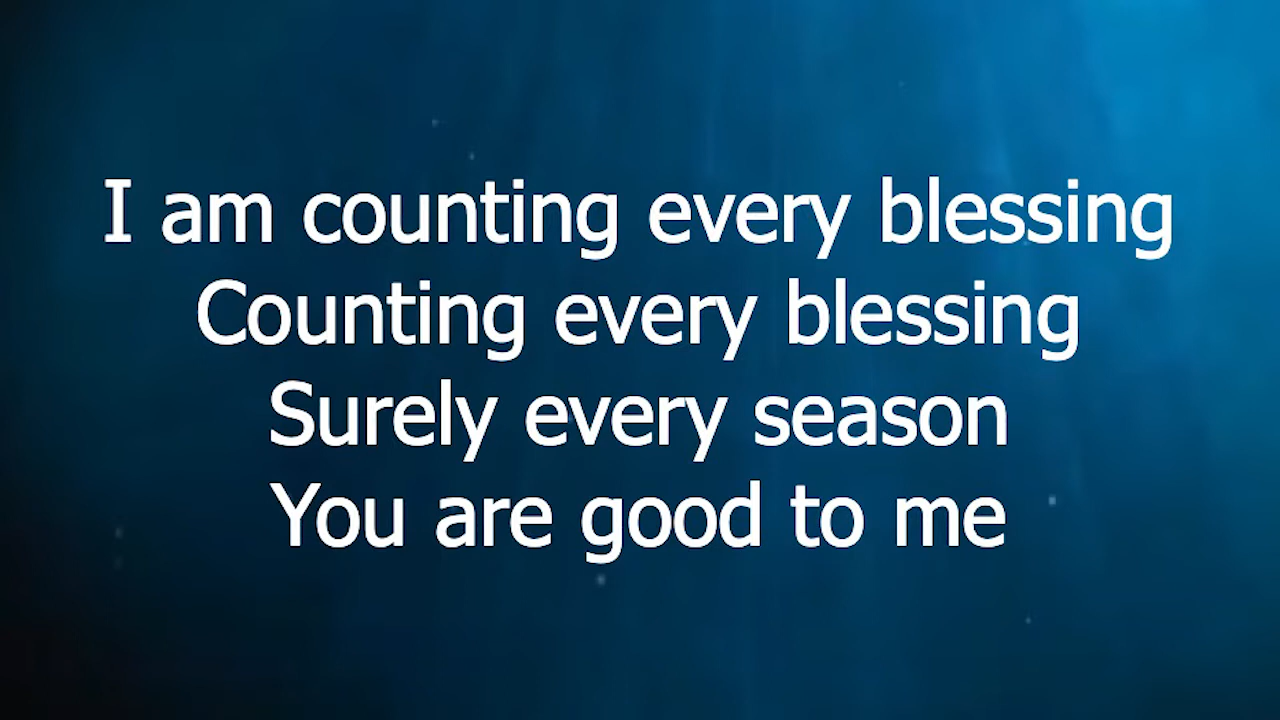 I am counting every blessing
Counting every blessing
Surely every season
You are good to me